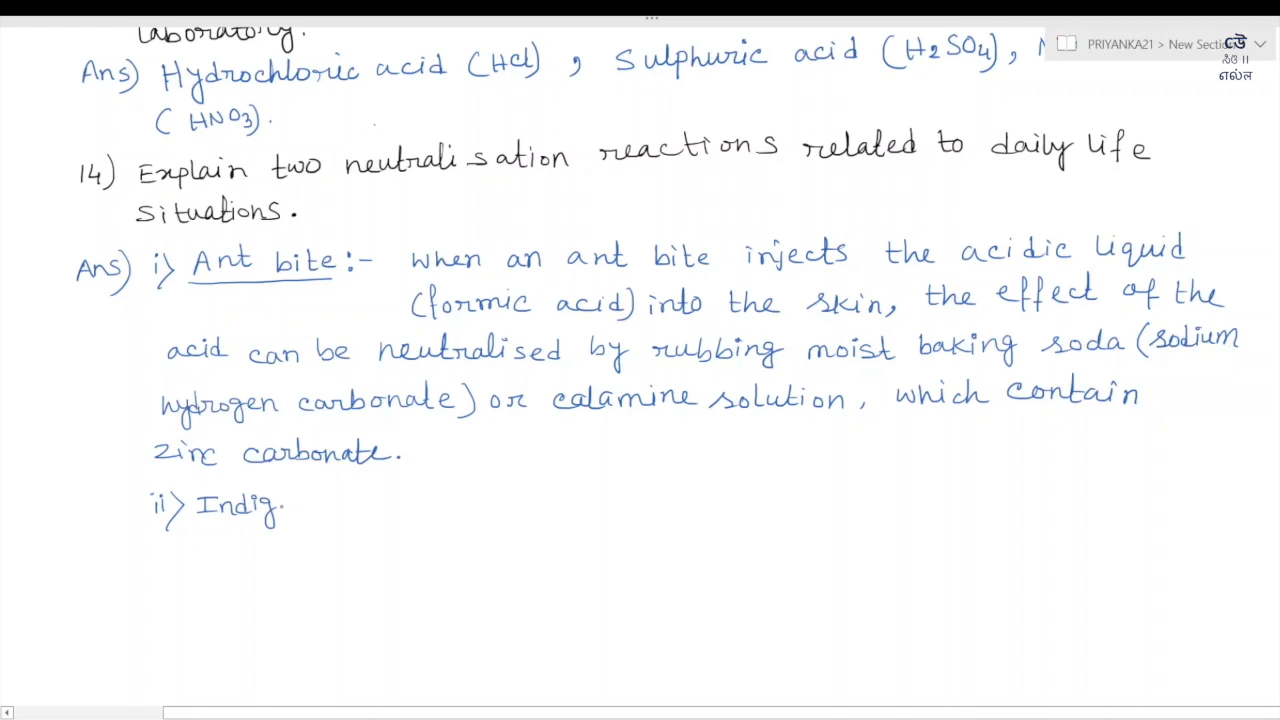 laboratory.
PRIYANKA21 > New Section
Ans) Hydrochloric acid (HCl) , Sulphuric acid (H2SO4), N
எல்ல
(HNO3).
14) Explain two neutralisation reactions related to daily life
situations.
Ans) i) Ant bite :- when an ant bite injects the acidic liquid
(formic acid) into the skin, the effect of the
acid can be neutralised by rubbing moist baking soda (sodium
hydrogen carbonate) or calamine solution, which contain
zinc carbonate.
ii) Indig